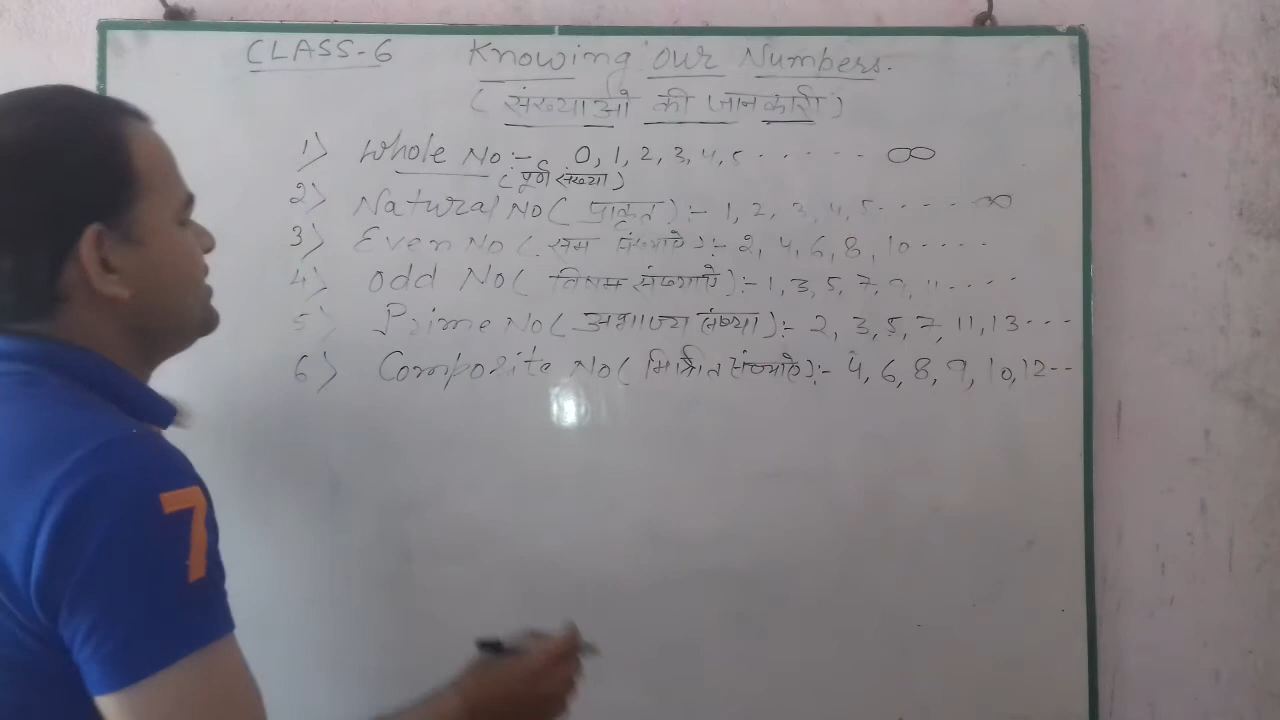 CLASS-6 Knowing our Numbers.
(संख्याओ की जानकारी)
1) Whole No:- 0, 1, 2, 3, 4, 5 . . . . . . ∞
(पूर्ण संख्या)
2) Natural No (प्राकृत) :- 1, 2, 3, 4, 5 . . . . . ∞
3) Even No (सम संख्याऐ) :- 2, 4, 6, 8, 10 . . . .
4) Odd No (विषम संख्याऐ) :- 1, 3, 5, 7, 9, 11 . . . .
5) Prime No (अभाज्य संख्या) :- 2, 3, 5, 7, 11, 13 - - -
6) Composite No (मिश्रित संख्याऐ) :- 4, 6, 8, 9, 10, 12 - -
7